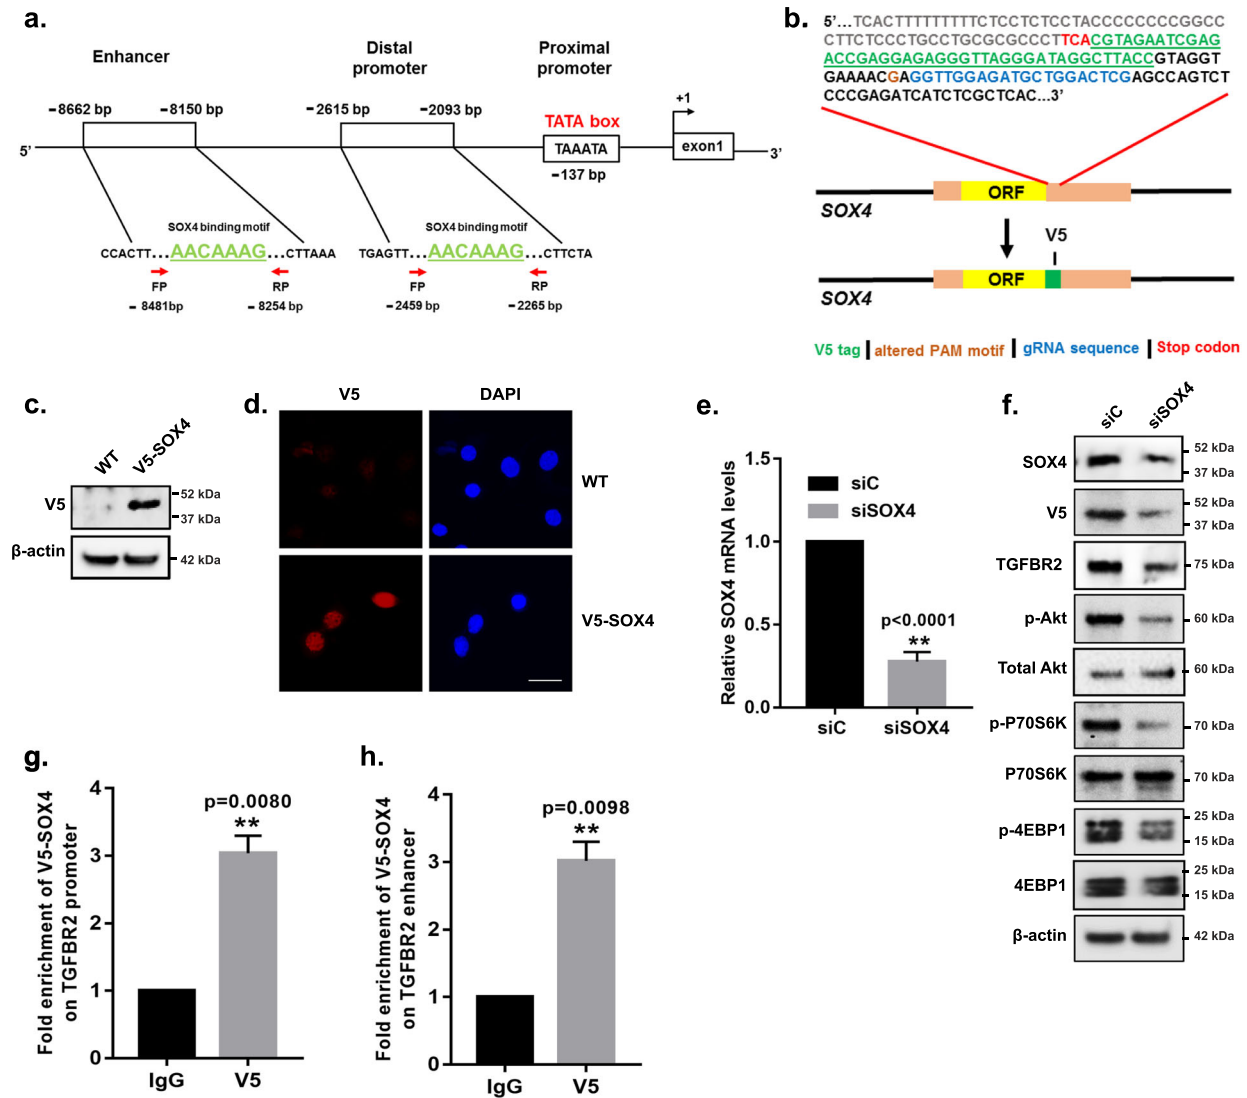 a.
Enhancer
Distal
promoter
Proximal
promoter
−8662 bp
−8150 bp
−2615 bp
−2093 bp
TATA box
+1
5’
TAAATA
exon1
3’
−137 bp
SOX4 binding motif
SOX4 binding motif
CCACTT...AACAAAG...CTTAAA
TGAGTT...AACAAAG...CTTCTA
FP
RP
FP
RP
− 8481bp
− 8254 bp
−2459 bp
−2265 bp
b.
5’...TCACTTTTTTTTTCTCCTCTCCTACCCCCCCCGGCC
CTTCTCCCTGCCTGCGCGCCCTTCACGTAGAATCGAG
ACCGAGGAGAGGGTTAGGGATAGGCTTACCGTAGGT
GAAAACGAGGTTGGAGATGCTGGACTCGAGCCAGTCT
CCCGAGATCATCTCGCTCAC...3’
ORF
SOX4
V5
ORF
SOX4
V5 tag | altered PAM motif | gRNA sequence | Stop codon
c.
WT
V5-SOX4
V5
52 kDa
37 kDa
β-actin
42 kDa
d.
V5
DAPI
WT
V5-SOX4
e.
Relative SOX4 mRNA levels
1.5
1.0
0.5
0.0
siC
siSOX4
p<0.0001
**
siC
siSOX4
f.
siC
siSOX4
SOX4
52 kDa
37 kDa
V5
52 kDa
37 kDa
TGFBR2
75 kDa
p-Akt
60 kDa
Total Akt
60 kDa
p-P70S6K
70 kDa
P70S6K
70 kDa
p-4EBP1
25 kDa
15 kDa
4EBP1
25 kDa
15 kDa
β-actin
42 kDa
g.
Fold enrichment of V5-SOX4
on TGFBR2 promoter
4
3
2
1
0
p=0.0080
**
IgG
V5
h.
Fold enrichment of V5-SOX4
on TGFBR2 enhancer
4
3
2
1
0
p=0.0098
**
IgG
V5